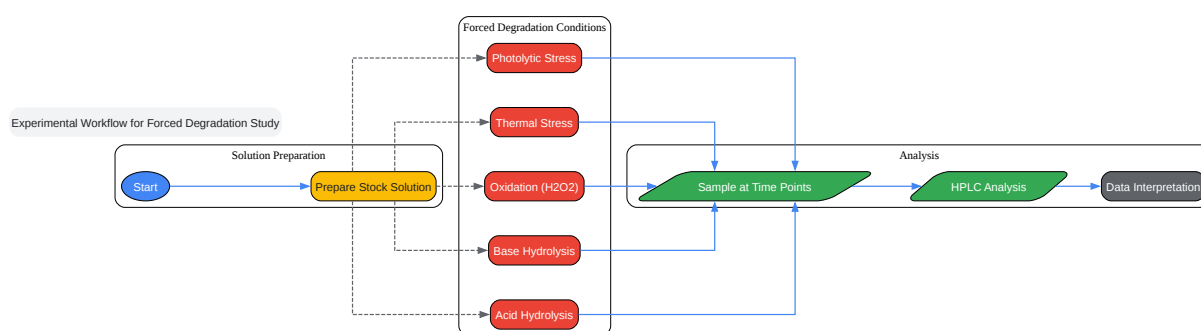 Forced Degradation Conditions
Photolytic Stress
Experimental Workflow for Forced Degradation Study
Thermal Stress
Solution Preparation
Analysis
Start
Prepare Stock Solution
Oxidation (H2O2)
Sample at Time Points
HPLC Analysis
Data Interpretation
Base Hydrolysis
Acid Hydrolysis